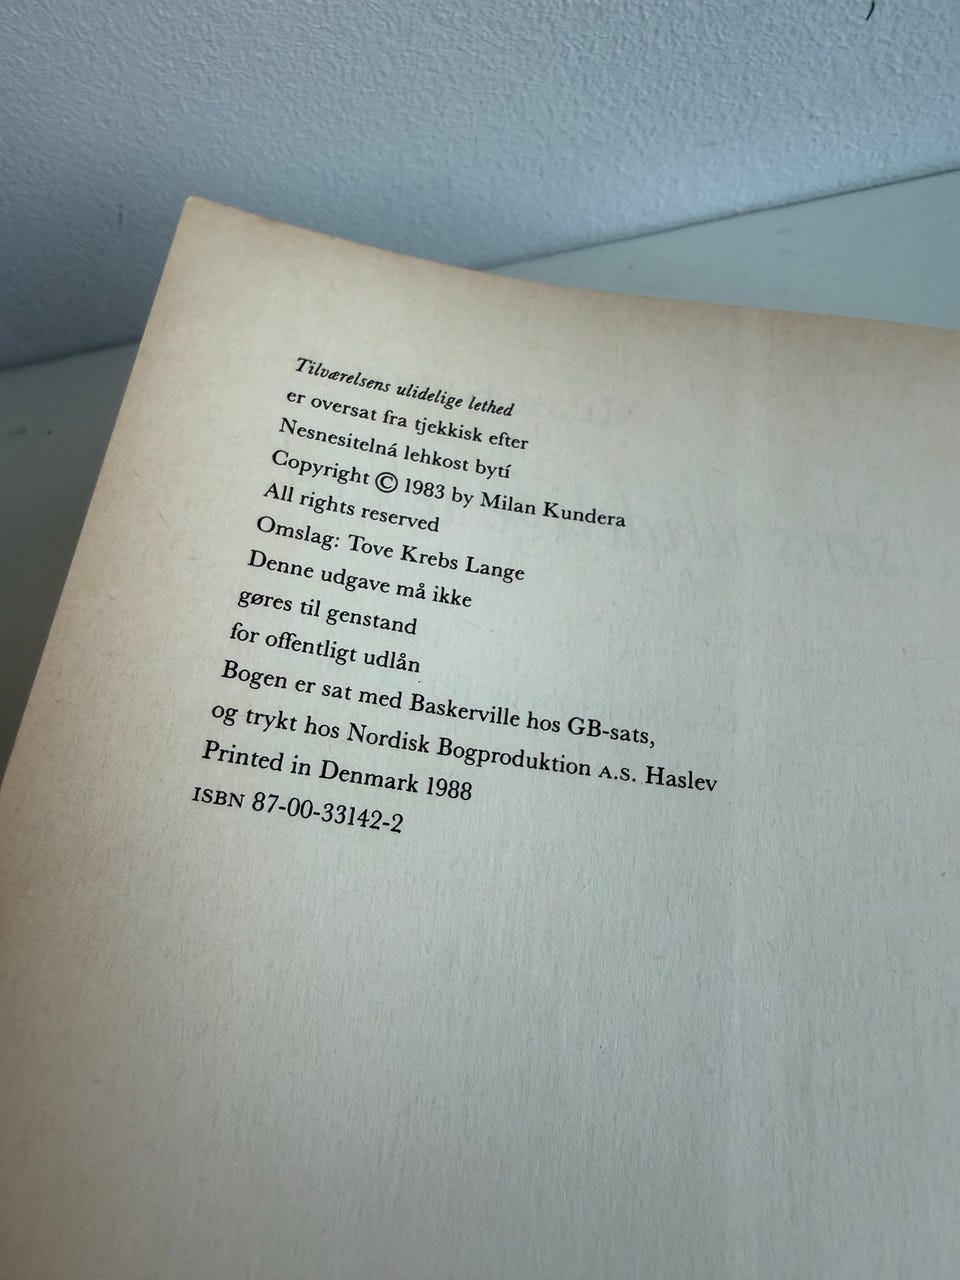 Tilværelsens ulidelige lethed
er oversat fra tjekkisk efter
Nesnesitelná lehkost bytí
Copyright © 1983 by Milan Kundera
All rights reserved
Omslag: Tove Krebs Lange
Denne udgave må ikke
gøres til genstand
for offentligt udlån
Bogen er sat med Baskerville hos GB-sats,
og trykt hos Nordisk Bogproduktion A.S. Haslev
Printed in Denmark 1988
ISBN 87-00-33142-2